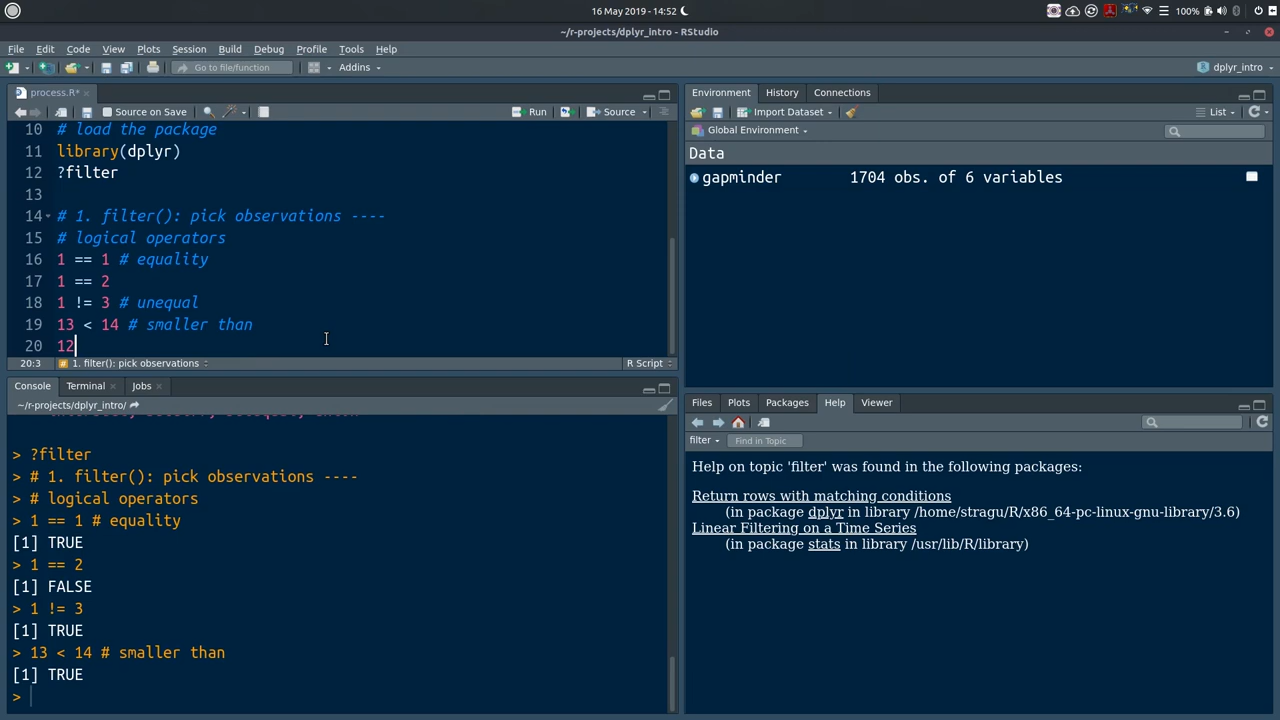 16 May 2019 - 14:52
100%
~/r-projects/dplyr_intro - RStudio
File Edit Code View Plots Session Build Debug Profile Tools Help
Go to file/function
Addins
dplyr_intro
process.R*
Source on Save
Run
Source
10 # load the package
11 library(dplyr)
12 ?filter
13
14 # 1. filter(): pick observations ----
15 # logical operators
16 1 == 1 # equality
17 1 == 2
18 1 != 3 # unequal
19 13 < 14 # smaller than
20 12
20:3
# 1. filter(): pick observations
R Script
Console Terminal Jobs
~/r-projects/dplyr_intro/
> ?filter
> # 1. filter(): pick observations ----
> # logical operators
> 1 == 1 # equality
[1] TRUE
> 1 == 2
[1] FALSE
> 1 != 3
[1] TRUE
> 13 < 14 # smaller than
[1] TRUE
>
Environment History Connections
Import Dataset
List
Global Environment
Data
gapminder 1704 obs. of 6 variables
Files Plots Packages Help Viewer
filter
Find in Topic
Help on topic 'filter' was found in the following packages:
Return rows with matching conditions
(in package dplyr in library /home/stragu/R/x86_64-pc-linux-gnu-library/3.6)
Linear Filtering on a Time Series
(in package stats in library /usr/lib/R/library)